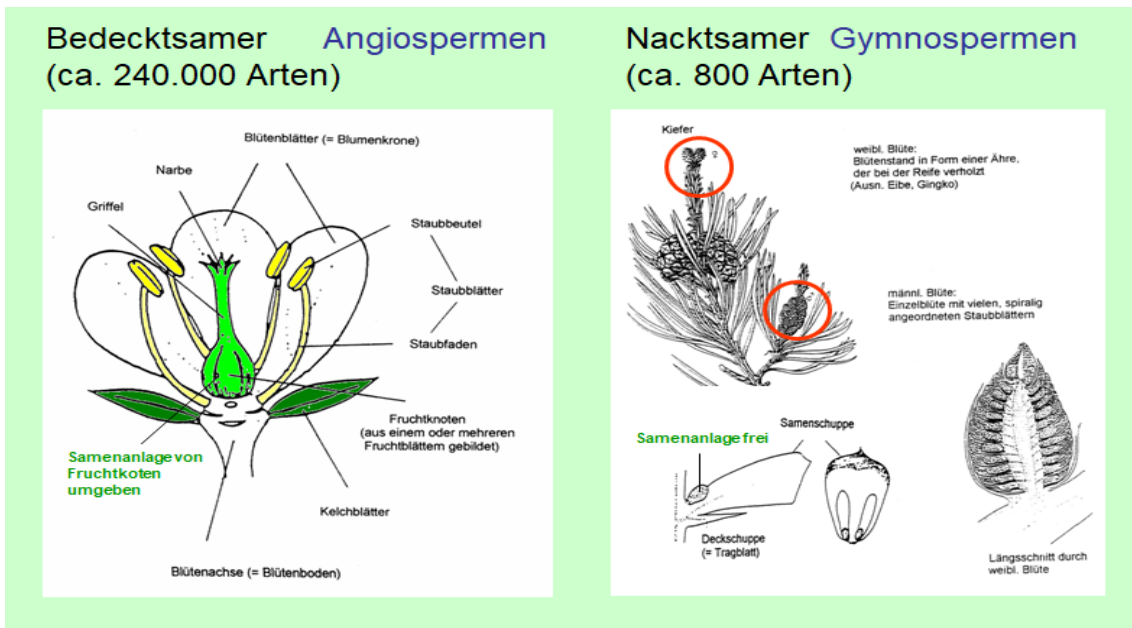 Bedecktsamer Angiospermen
(ca. 240.000 Arten)
Blütenblätter (= Blumenkrone)
Narbe
Griffel
Staubbeutel
Staubblätter
Staubfaden
Fruchtknoten
(aus einem oder mehreren
Fruchtblättern gebildet)
Samenanlage von
Fruchtkoten
umgeben
Kelchblätter
Blütenachse (= Blütenboden)
Nacktsamer Gymnospermen
(ca. 800 Arten)
Kiefer
♀
weibl. Blüte:
Blütenstand in Form einer Ähre,
der bei der Reife verholzt
(Ausn. Eibe, Gingko)
männl. Blüte:
Einzelblüte mit vielen, spiralig
angeordneten Staubblättern
Samenschuppe
Samenanlage frei
Deckschuppe
(= Tragblatt)
Längsschnitt durch
weibl. Blüte